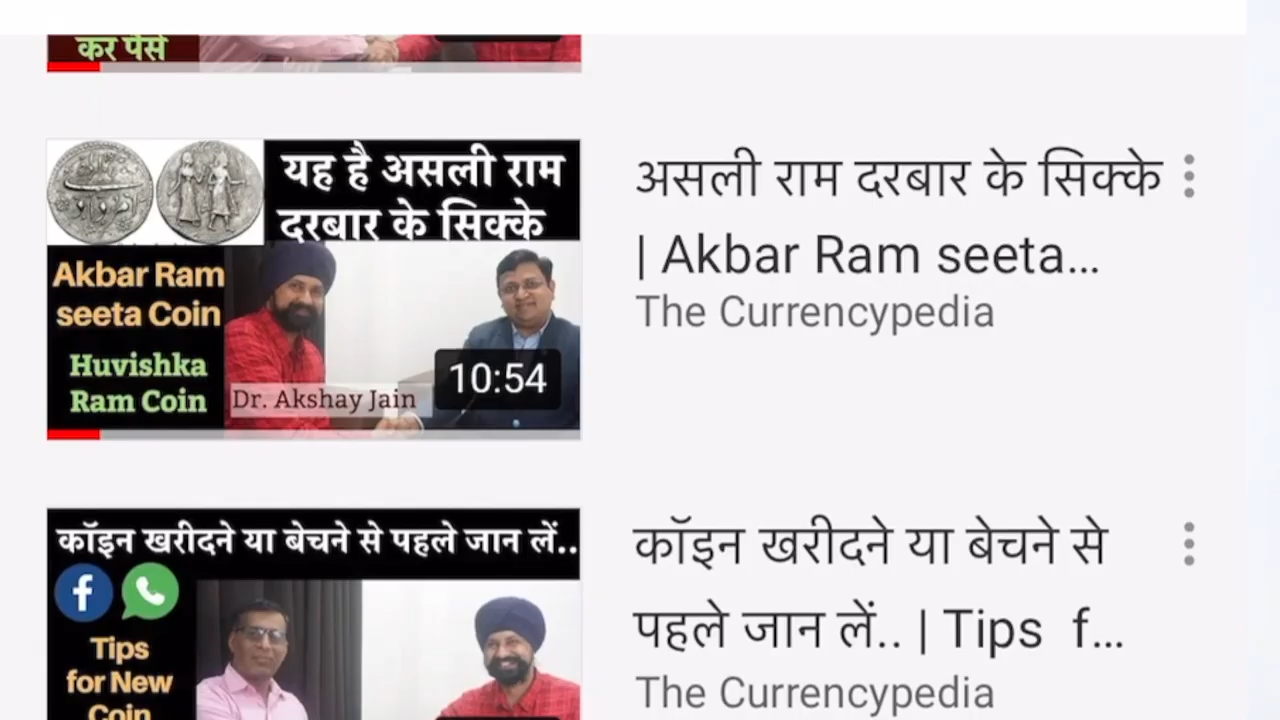 कर पैसे
यह है असली राम
दरबार के सिक्के
Akbar Ram
seeta Coin
Huvishka
Ram Coin
Dr. Akshay Jain
10:54
असली राम दरबार के सिक्के
| Akbar Ram seeta...
The Currencypedia
कॉइन खरीदने या बेचने से पहले जान लें..
Tips
for New
Coin
कॉइन खरीदने या बेचने से
पहले जान लें.. | Tips f...
The Currencypedia